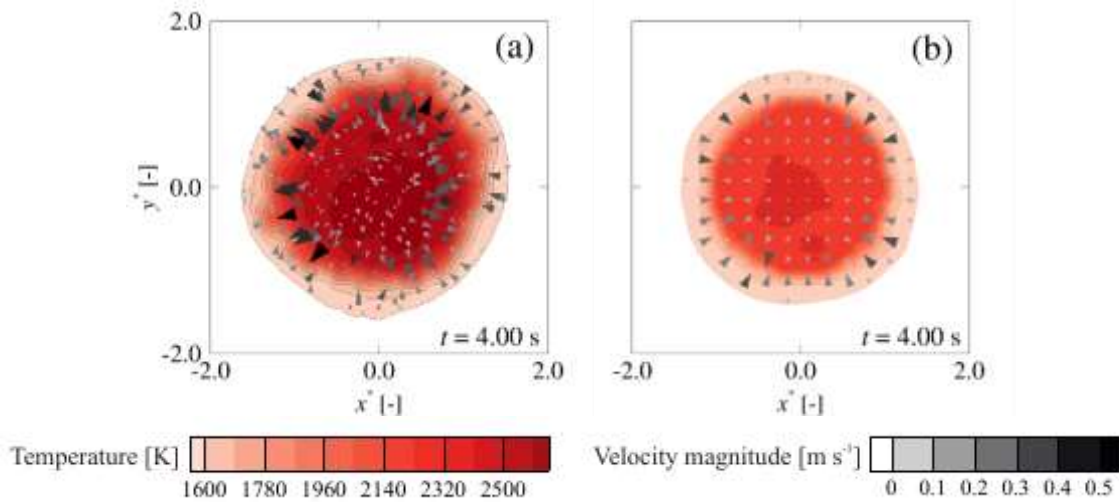 2.0
(a)
(b)
y* [-]
0.0
t = 4.00 s
t = 4.00 s
-2.0
-2.0
0.0
2.0
-2.0
0.0
2.0
x* [-]
x* [-]
Temperature [K]
1600 1780 1960 2140 2320 2500
Velocity magnitude [m s⁻¹]
0 0.1 0.2 0.3 0.4 0.5